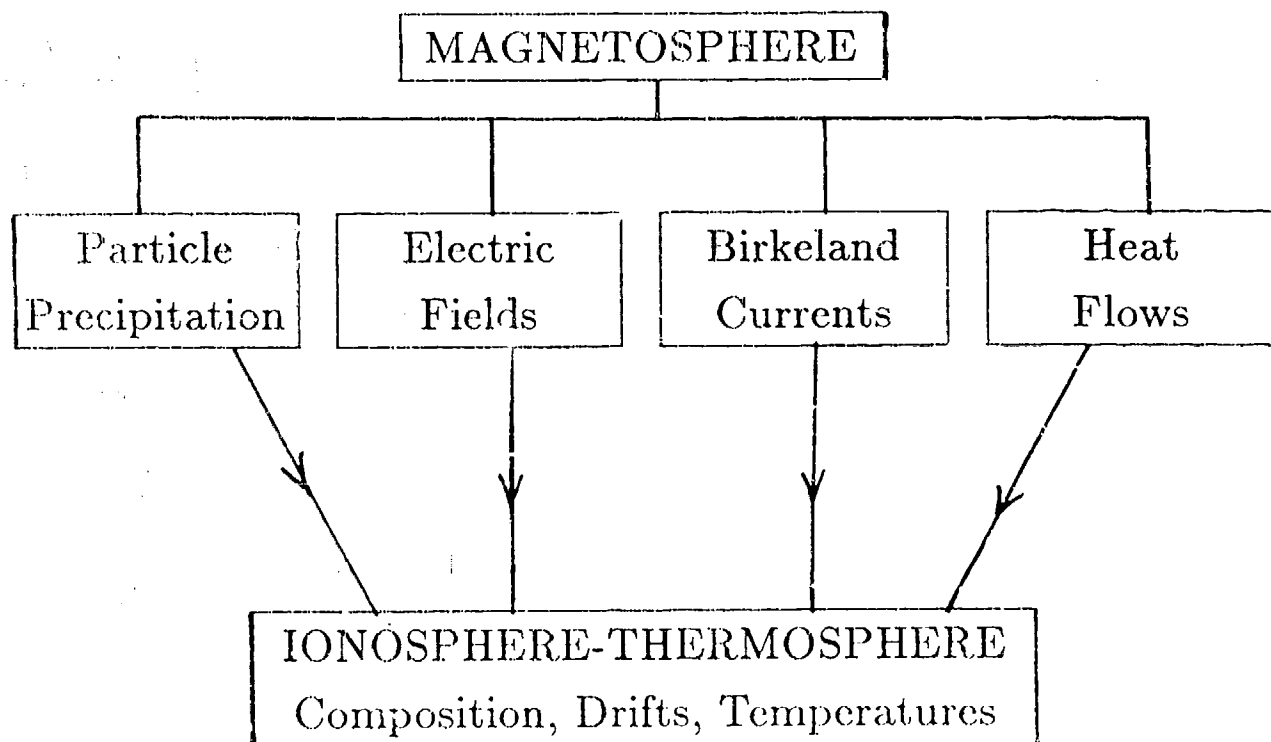 MAGNETOSPHERE
Particle
Precipitation
Electric
Fields
Birkeland
Currents
Heat
Flows
IONOSPHERE-THERMOSPHERE
Composition, Drifts, Temperatures